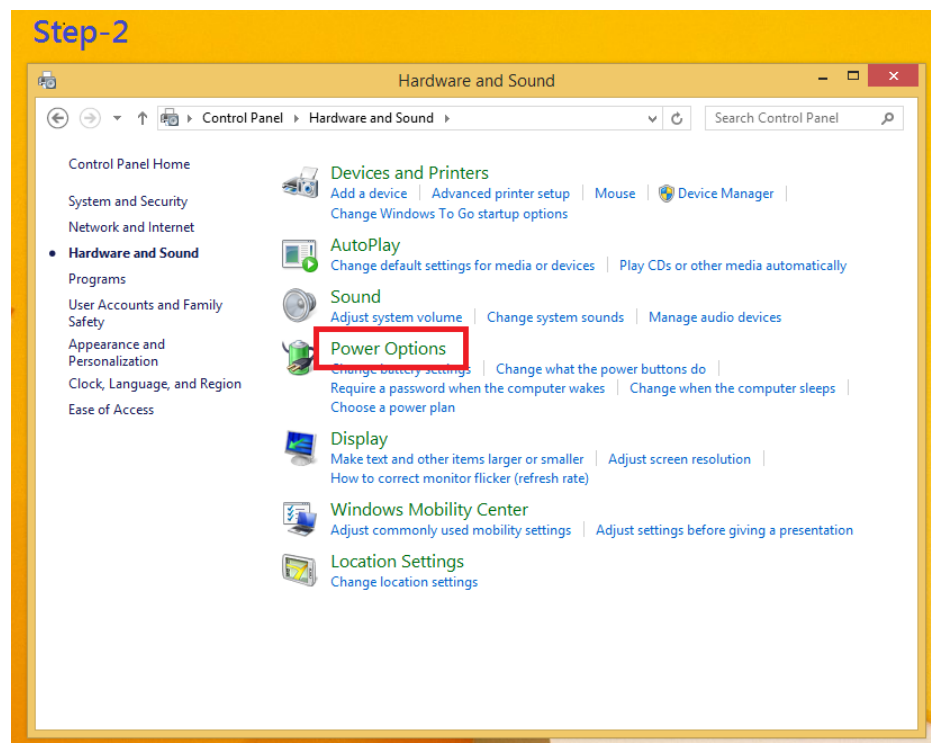 Step-2
Hardware and Sound
Control Panel Hardware and Sound
Search Control Panel
Control Panel Home
System and Security
Network and Internet
Hardware and Sound
Programs
User Accounts and Family
Safety
Appearance and
Personalization
Clock, Language, and Region
Ease of Access
Devices and Printers
Add a device Advanced printer setup Mouse Device Manager
Change Windows To Go startup options
AutoPlay
Change default settings for media or devices Play CDs or other media automatically
Sound
Adjust system volume Change system sounds Manage audio devices
Power Options
Change battery settings Change what the power buttons do
Require a password when the computer wakes Change when the computer sleeps
Choose a power plan
Display
Make text and other items larger or smaller Adjust screen resolution
How to correct monitor flicker (refresh rate)
Windows Mobility Center
Adjust commonly used mobility settings Adjust settings before giving a presentation
Location Settings
Change location settings